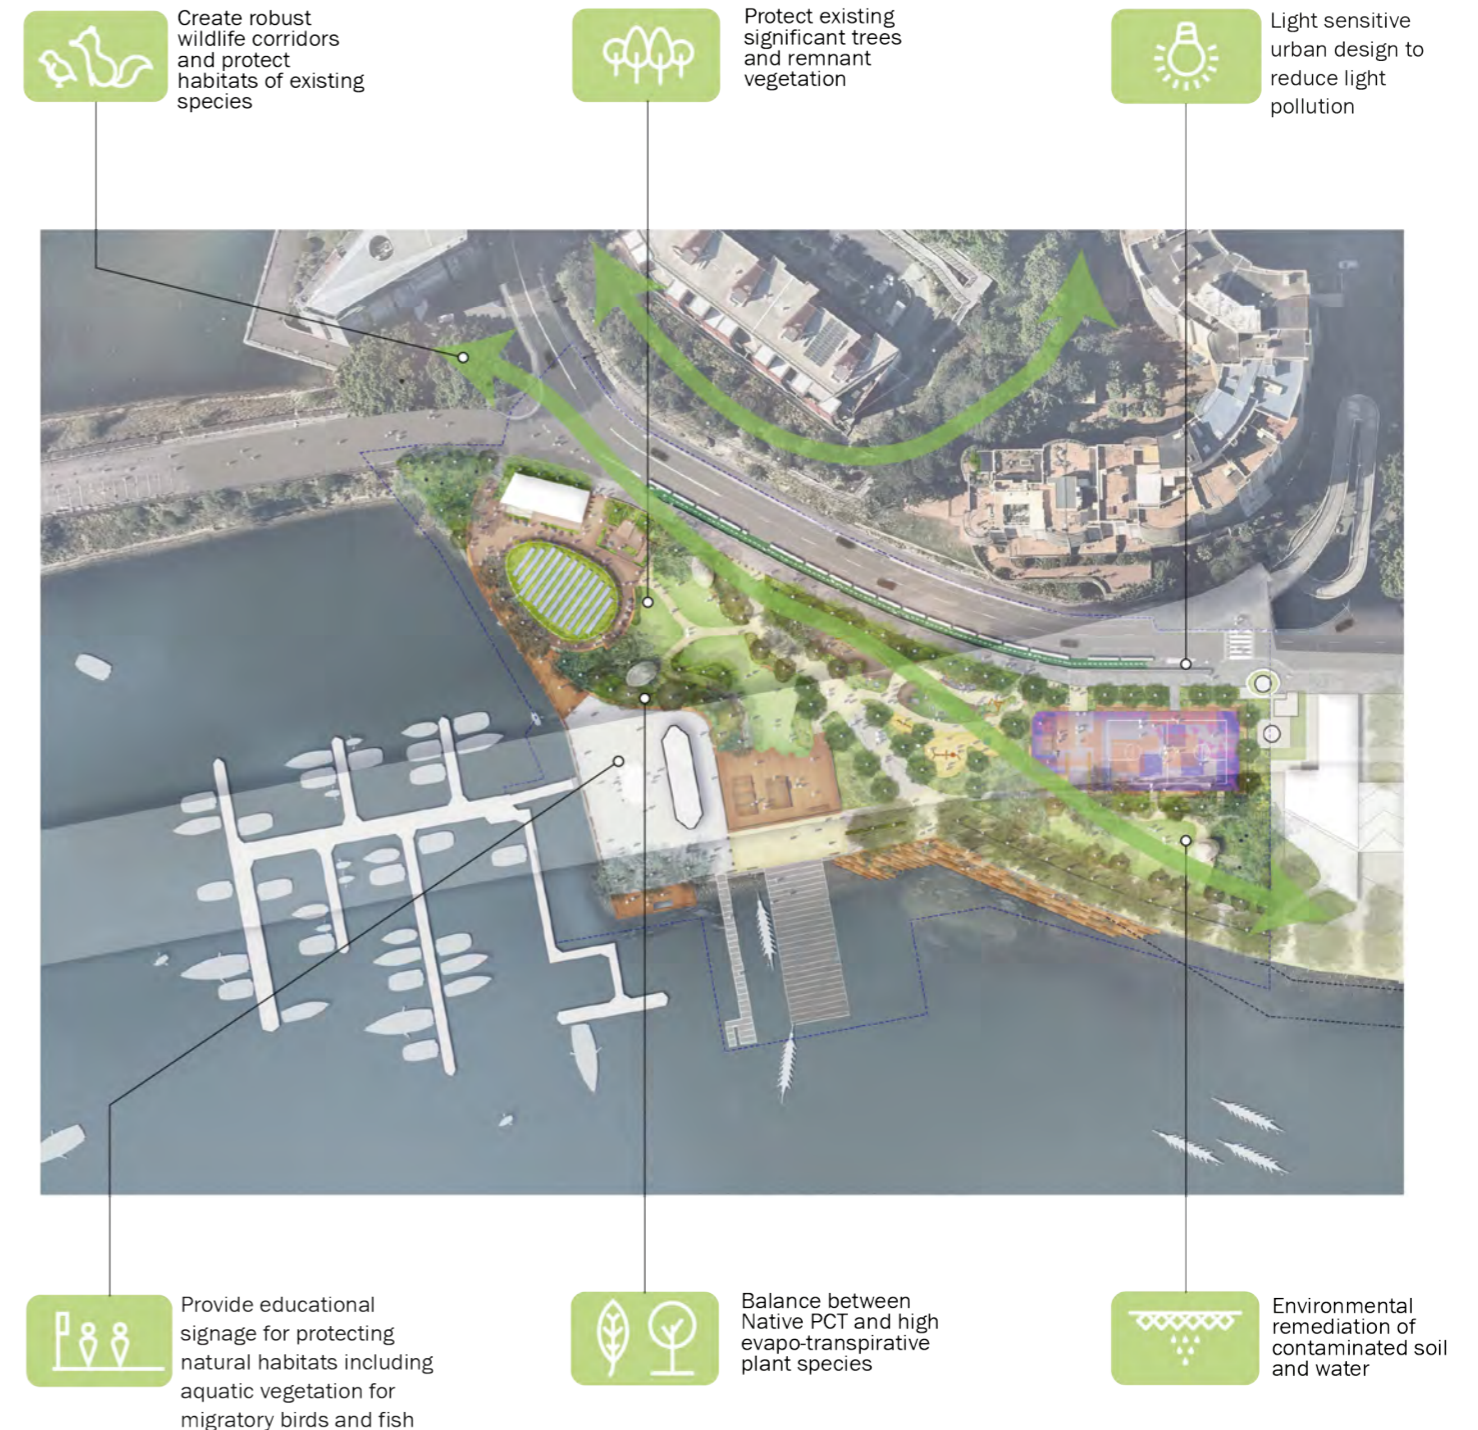 Create robust
wildlife corridors
and protect
habitats of existing
species
Protect existing
significant trees
and remnant
vegetation
Light sensitive
urban design to
reduce light
pollution
Provide educational
signage for protecting
natural habitats including
aquatic vegetation for
migratory birds and fish
Balance between
Native PCT and high
evapo-transpirative
plant species
Environmental
remediation of
contaminated soil
and water